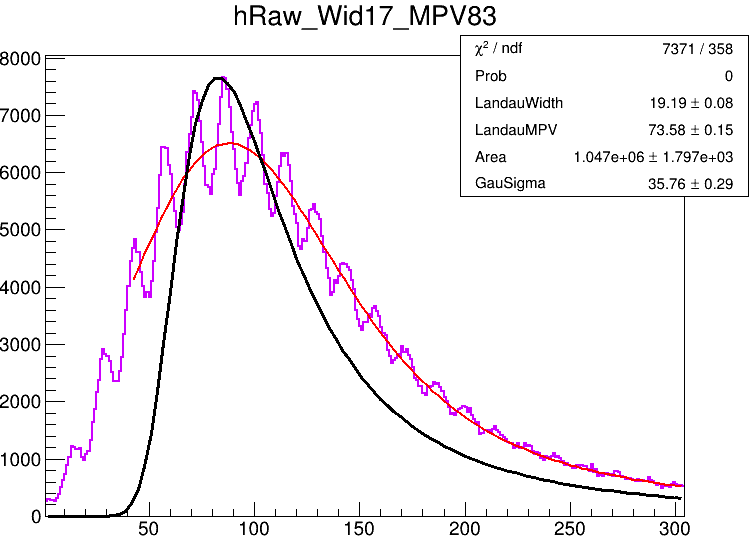 hRaw_Wid17_MPV83
χ² / ndf 7371 / 358
Prob 0
LandauWidth 19.19 ± 0.08
LandauMPV 73.58 ± 0.15
Area 1.047e+06 ± 1.797e+03
GauSigma 35.76 ± 0.29
8000
7000
6000
5000
4000
3000
2000
1000
0
50 100 150 200 250 300